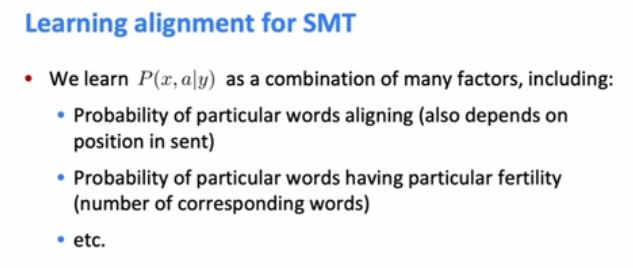 Learning alignment for SMT
• We learn P(x, a|y) as a combination of many factors, including:
• Probability of particular words aligning (also depends on
position in sent)
• Probability of particular words having particular fertility
(number of corresponding words)
• etc.